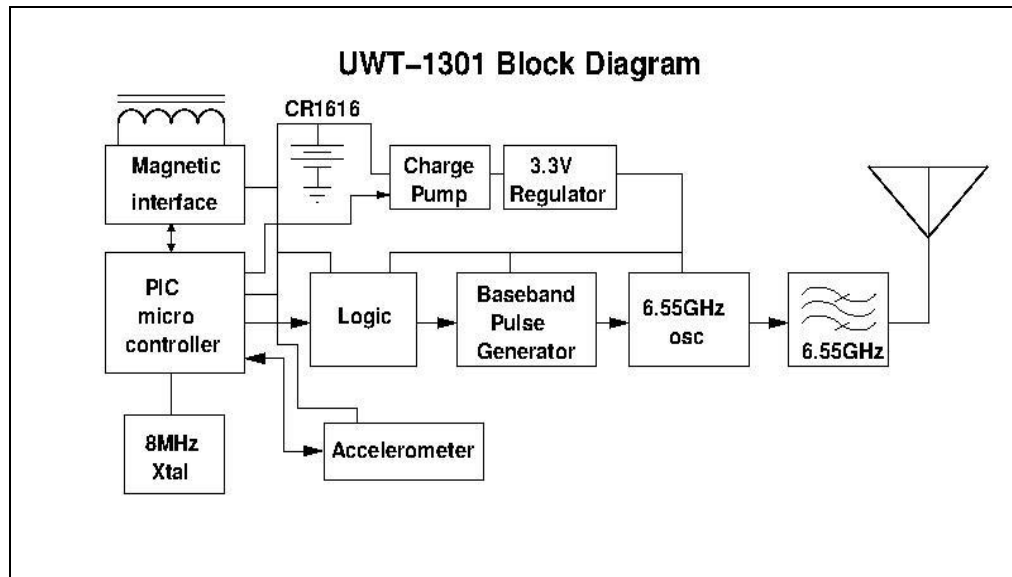 UWT–1301 Block Diagram
CR1616
Magnetic
interface
Charge
Pump
3.3V
Regulator
PIC
micro
controller
Logic
Baseband
Pulse
Generator
6.55GHz
osc
6.55GHz
8MHz
Xtal
Accelerometer